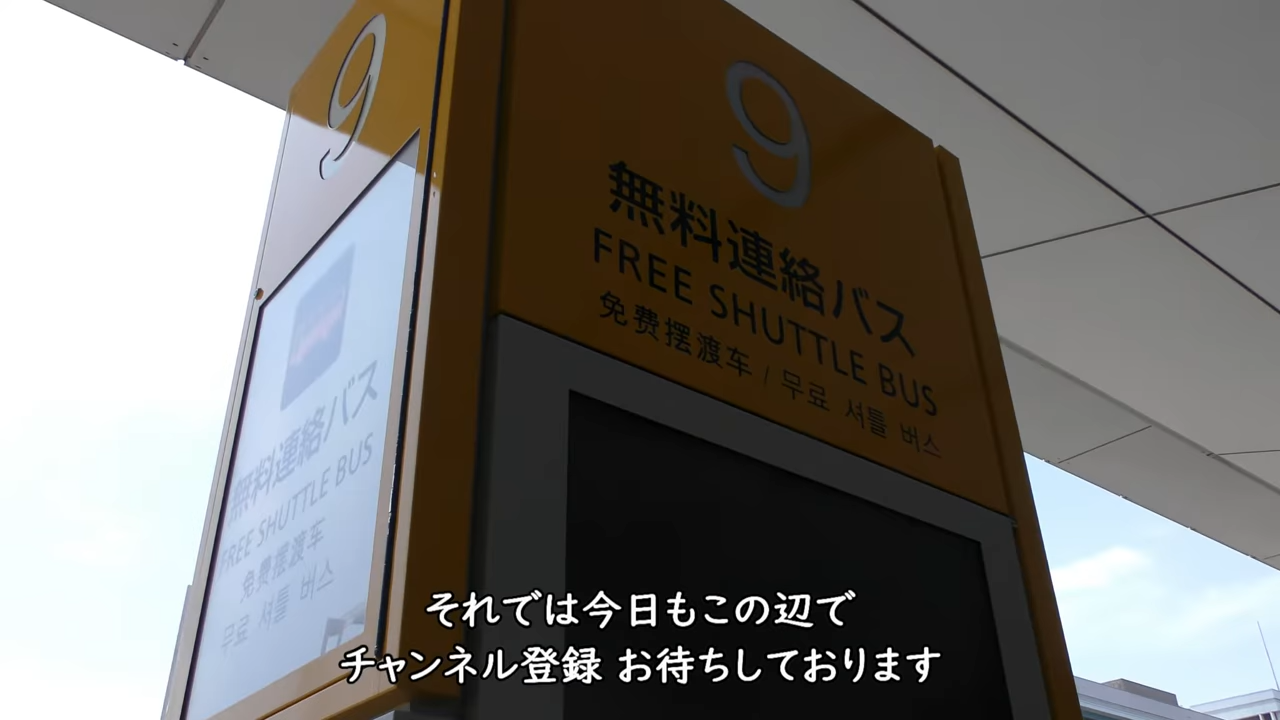 9
9
無料連絡バス
FREE SHUTTLE BUS
免费摆渡车 / 무료 셔틀 버스
無料連絡バス
FREE SHUTTLE BUS
免费摆渡车
무료 셔틀 버스
それでは今日もこの辺で
チャンネル登録 お待ちしております